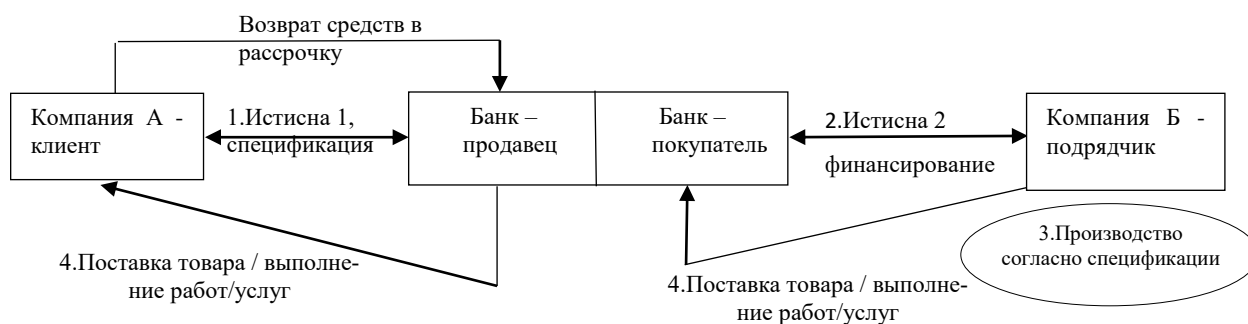 Возврат средств в
рассрочку
Компания А -
клиент
1.Истисна 1,
спецификация
Банк –
продавец
Банк –
покупатель
2.Истисна 2
финансирование
Компания Б -
подрядчик
3.Производство
согласно спецификации
4.Поставка товара / выполне-
ние работ/услуг
4.Поставка товара / выполне-
ние работ/услуг